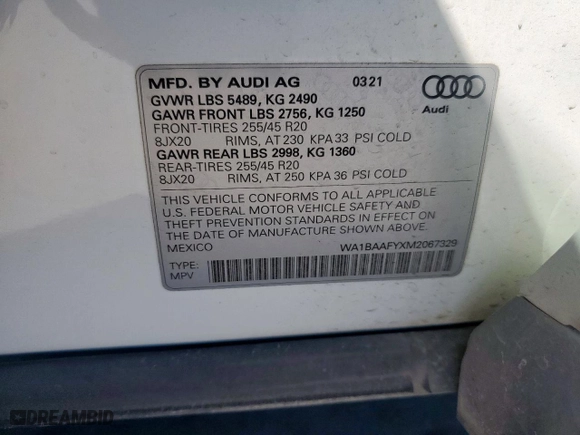 MFD. BY AUDI AG 03 21
GVWR LBS 5489, KG 2490
GAWR FRONT LBS 2756, KG 1250
FRONT-TIRES 255/45 R20
8JX20 RIMS, AT 230 KPA 33 PSI COLD
GAWR REAR LBS 2998, KG 1360
REAR-TIRES 255/45 R20
8JX20 RIMS, AT 250 KPA 36 PSI COLD
Audi
THIS VEHICLE CONFORMS TO ALL APPLICABLE
U.S. FEDERAL MOTOR VEHICLE SAFETY AND
THEFT PREVENTION STANDARDS IN EFFECT ON
DATE OF MANUFACTURE SHOWN ABOVE.
MEXICO WA1BAAFYXM2067329
TYPE:
MPV
DREAMBID